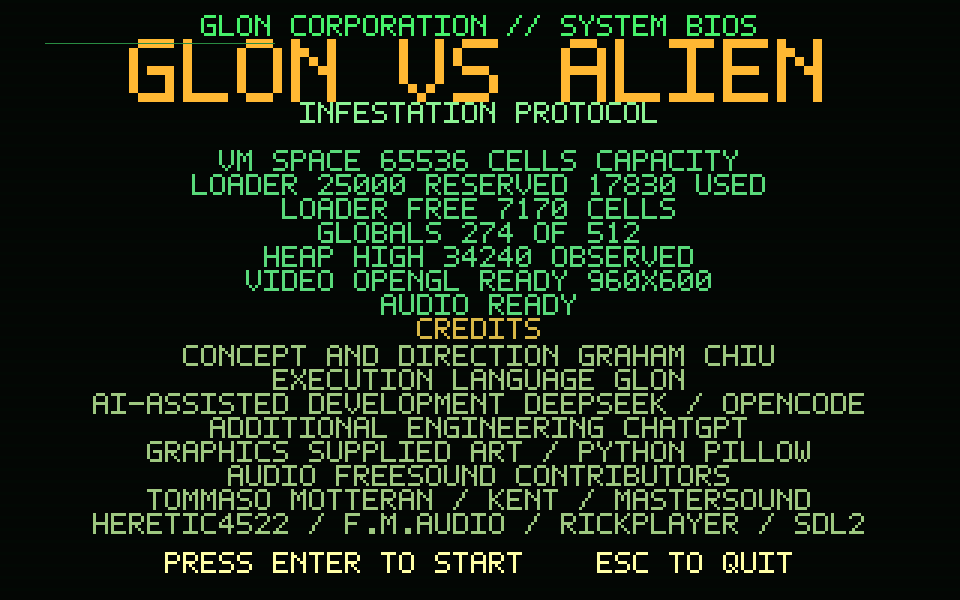 GLON CORPORATION // SYSTEM BIOS
GLON VS ALIEN
INFESTATION PROTOCOL
VM SPACE 65536 CELLS CAPACITY
LOADER 25000 RESERVED 17830 USED
LOADER FREE 7170 CELLS
GLOBALS 274 OF 512
HEAP HIGH 34240 OBSERVED
VIDEO OPENGL READY 960X600
AUDIO READY
CREDITS
CONCEPT AND DIRECTION GRAHAM CHIU
EXECUTION LANGUAGE GLON
AI-ASSISTED DEVELOPMENT DEEPSEEK / OPENCODE
ADDITIONAL ENGINEERING CHATGPT
GRAPHICS SUPPLIED ART / PYTHON PILLOW
AUDIO FREESOUND CONTRIBUTORS
TOMMASO MOTTERAN / KENT / MASTERSOUND
HERETIC4522 / F.M.AUDIO / RICKPLAYER / SDL2
PRESS ENTER TO START ESC TO QUIT